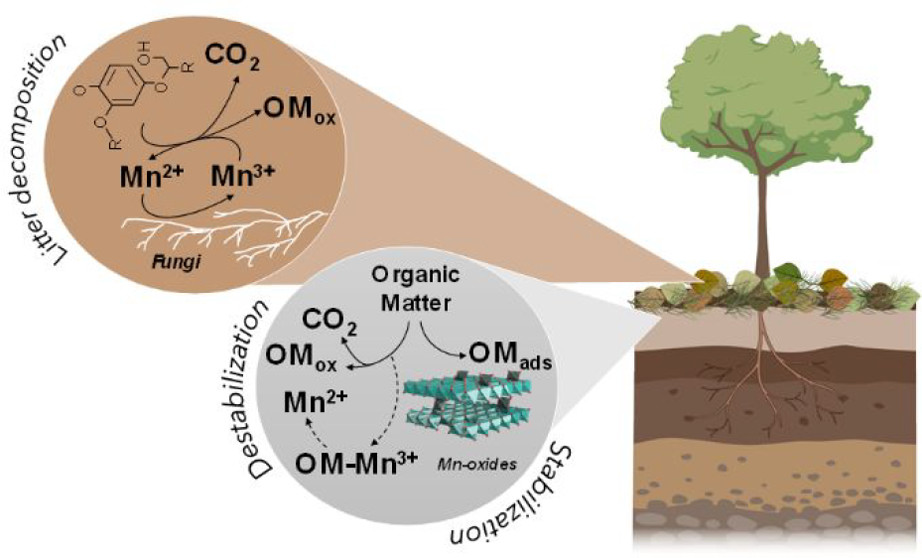 Litter decomposition
OH
R
O
O
O
R
CO2
OMox
Mn2+
Mn3+
Fungi
Destabilization
Organic
Matter
CO2
OMox
OMads
Mn2+
OM-Mn3+
Mn-oxides
Stabilization